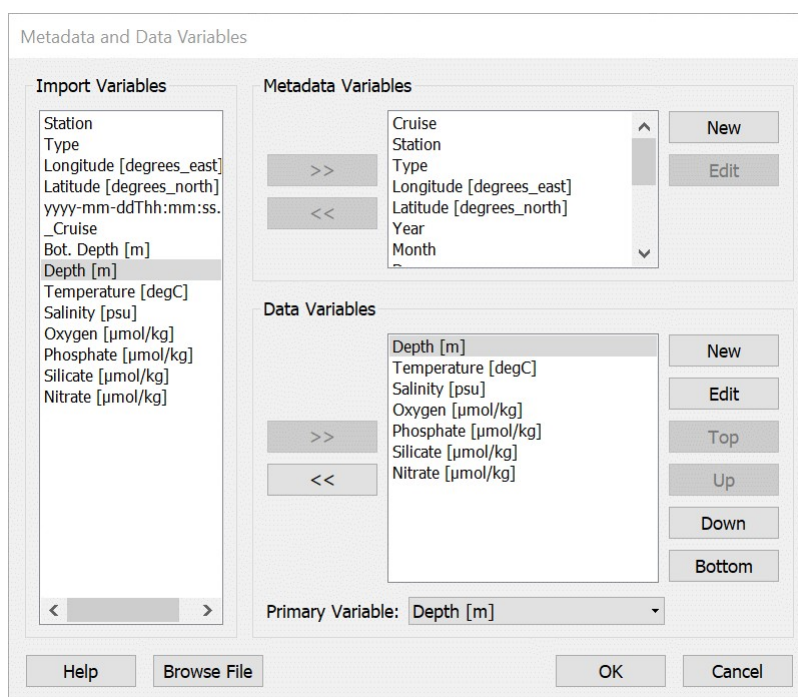 Metadata and Data Variables
Import Variables
Station
Type
Longitude [degrees_east]
Latitude [degrees_north]
yyyy-mm-ddThh:mm:ss.
_Cruise
Bot. Depth [m]
Depth [m]
Temperature [degC]
Salinity [psu]
Oxygen [µmol/kg]
Phosphate [µmol/kg]
Silicate [µmol/kg]
Nitrate [µmol/kg]
Metadata Variables
>>
<<
Cruise
Station
Type
Longitude [degrees_east]
Latitude [degrees_north]
Year
Month
New
Edit
Data Variables
>>
<<
Depth [m]
Temperature [degC]
Salinity [psu]
Oxygen [µmol/kg]
Phosphate [µmol/kg]
Silicate [µmol/kg]
Nitrate [µmol/kg]
New
Edit
Top
Up
Down
Bottom
Primary Variable: Depth [m]
Help
Browse File
OK
Cancel